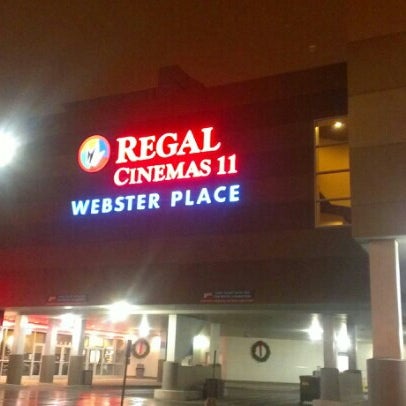 REGAL
CINEMAS 11
WEBSTER PLACE